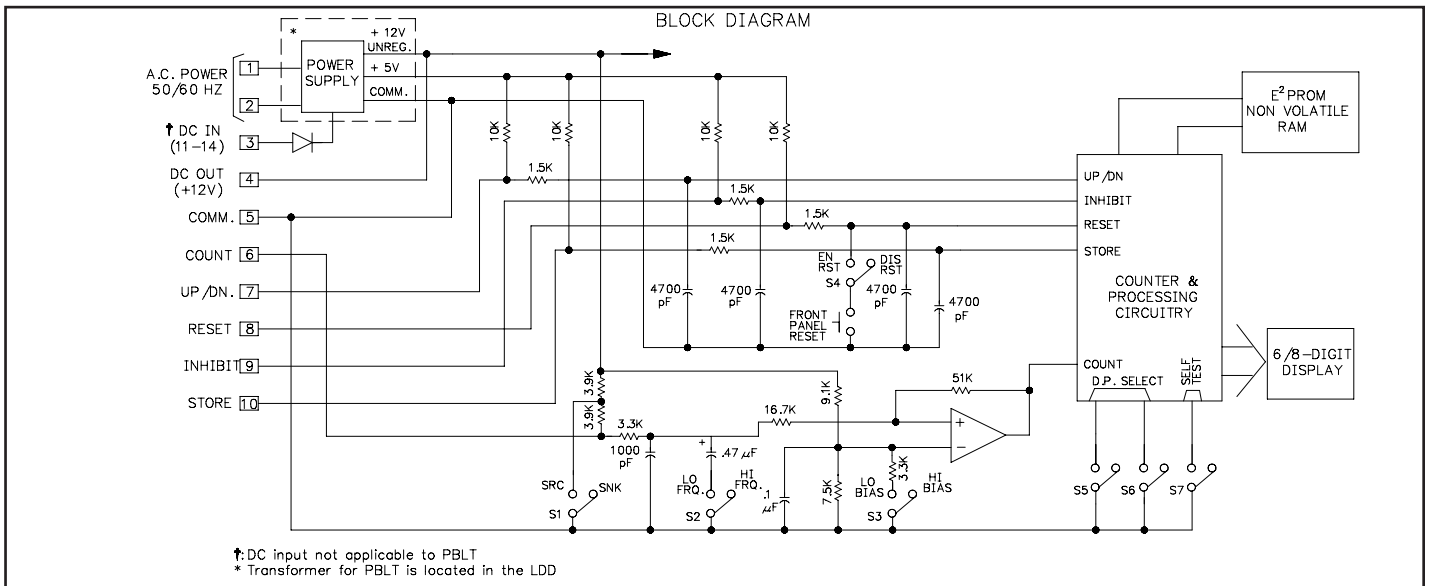 BLOCK DIAGRAM
*
+ 12V
UNREG.
POWER
SUPPLY
+ 5V
COMM.
A.C. POWER
50/60 HZ
1
2
† DC IN
(11-14)
3
DC OUT
(+12V)
4
COMM. 5
COUNT 6
UP/DN. 7
RESET 8
INHIBIT 9
STORE 10
10K
10K
10K
10K
1.5K
1.5K
1.5K
1.5K
4700
pF
4700
pF
EN
RST
DIS
RST
S4
4700
pF
4700
pF
FRONT
PANEL
RESET
E² PROM
NON VOLATILE
RAM
UP/DN
INHIBIT
RESET
STORE
COUNTER &
PROCESSING
CIRCUITRY
COUNT
D.P. SELECT
SELF
TEST
6/8-DIGIT
DISPLAY
3.9K
3.9K
3.3K
1000
pF
+
.47 µF
16.7K
9.1K
51K
+
−
SRC
SNK
S1
LO
FRQ.
HI
FRQ.
S2
.1
µF
7.5K
3.3K
LO
BIAS
HI
BIAS
S3
S5
S6
S7
†: DC input not applicable to PBLT
* Transformer for PBLT is located in the LDD